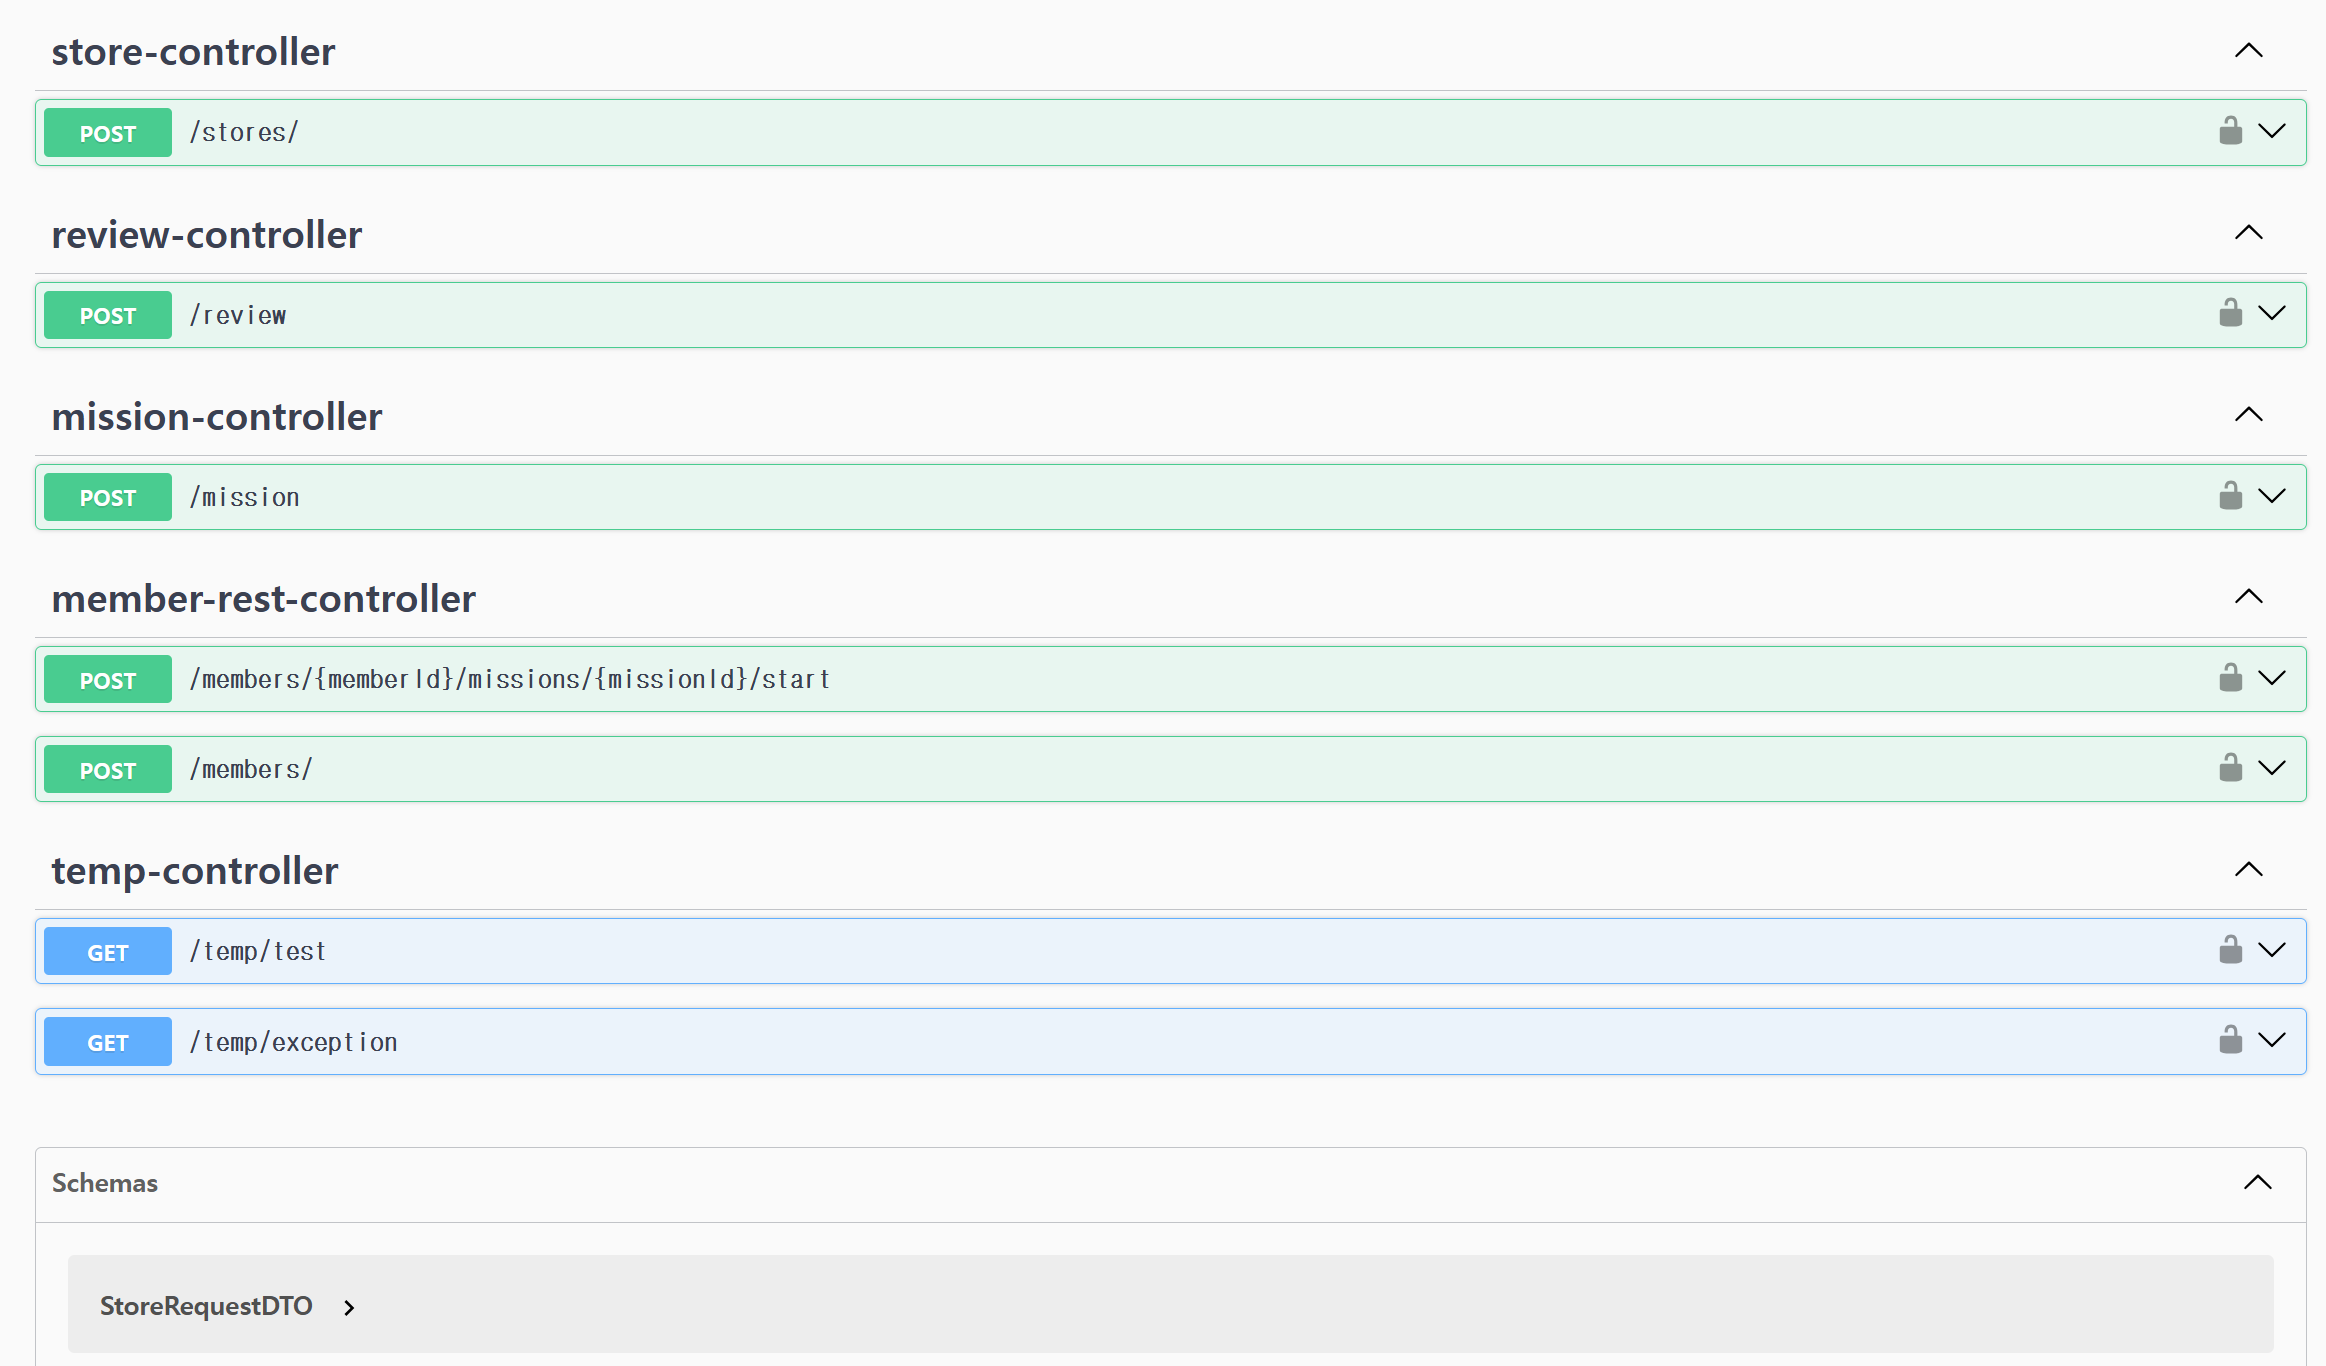 store-controller
POST /stores/
review-controller
POST /review
mission-controller
POST /mission
member-rest-controller
POST /members/{memberId}/missions/{missionId}/start
POST /members/
temp-controller
GET /temp/test
GET /temp/exception
Schemas
StoreRequestDTO